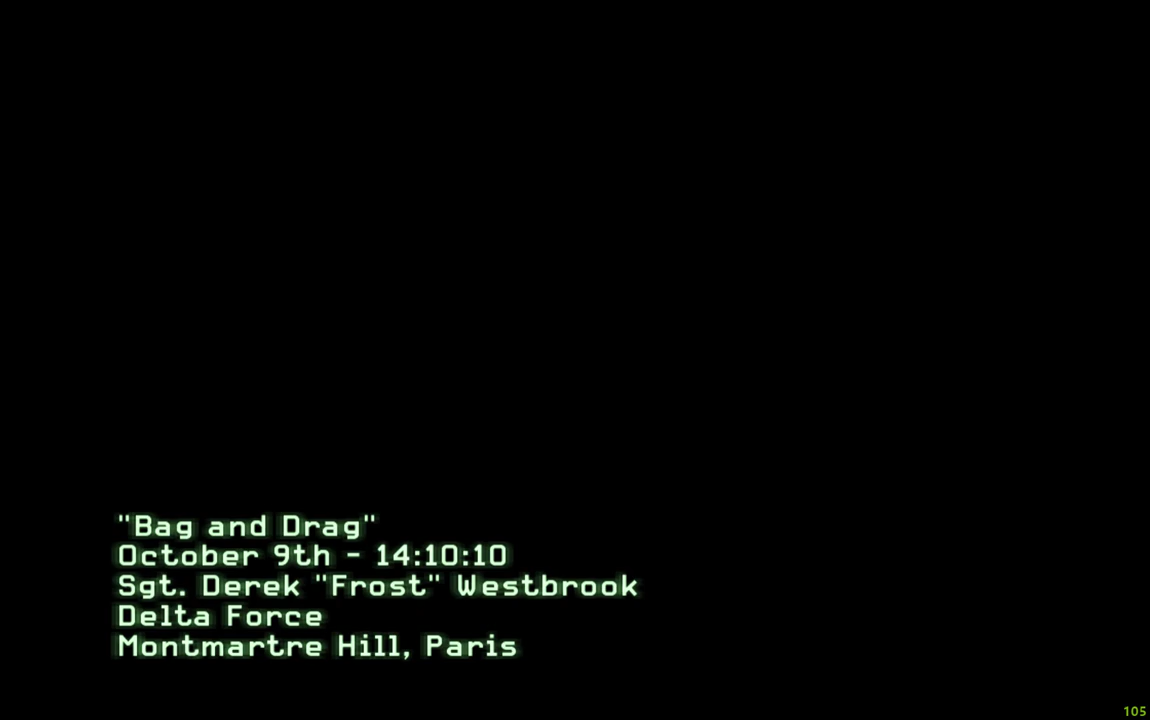 "Bag and Drag"
October 9th - 14:10:10
Sgt. Derek "Frost" Westbrook
Delta Force
Montmartre Hill, Paris
105